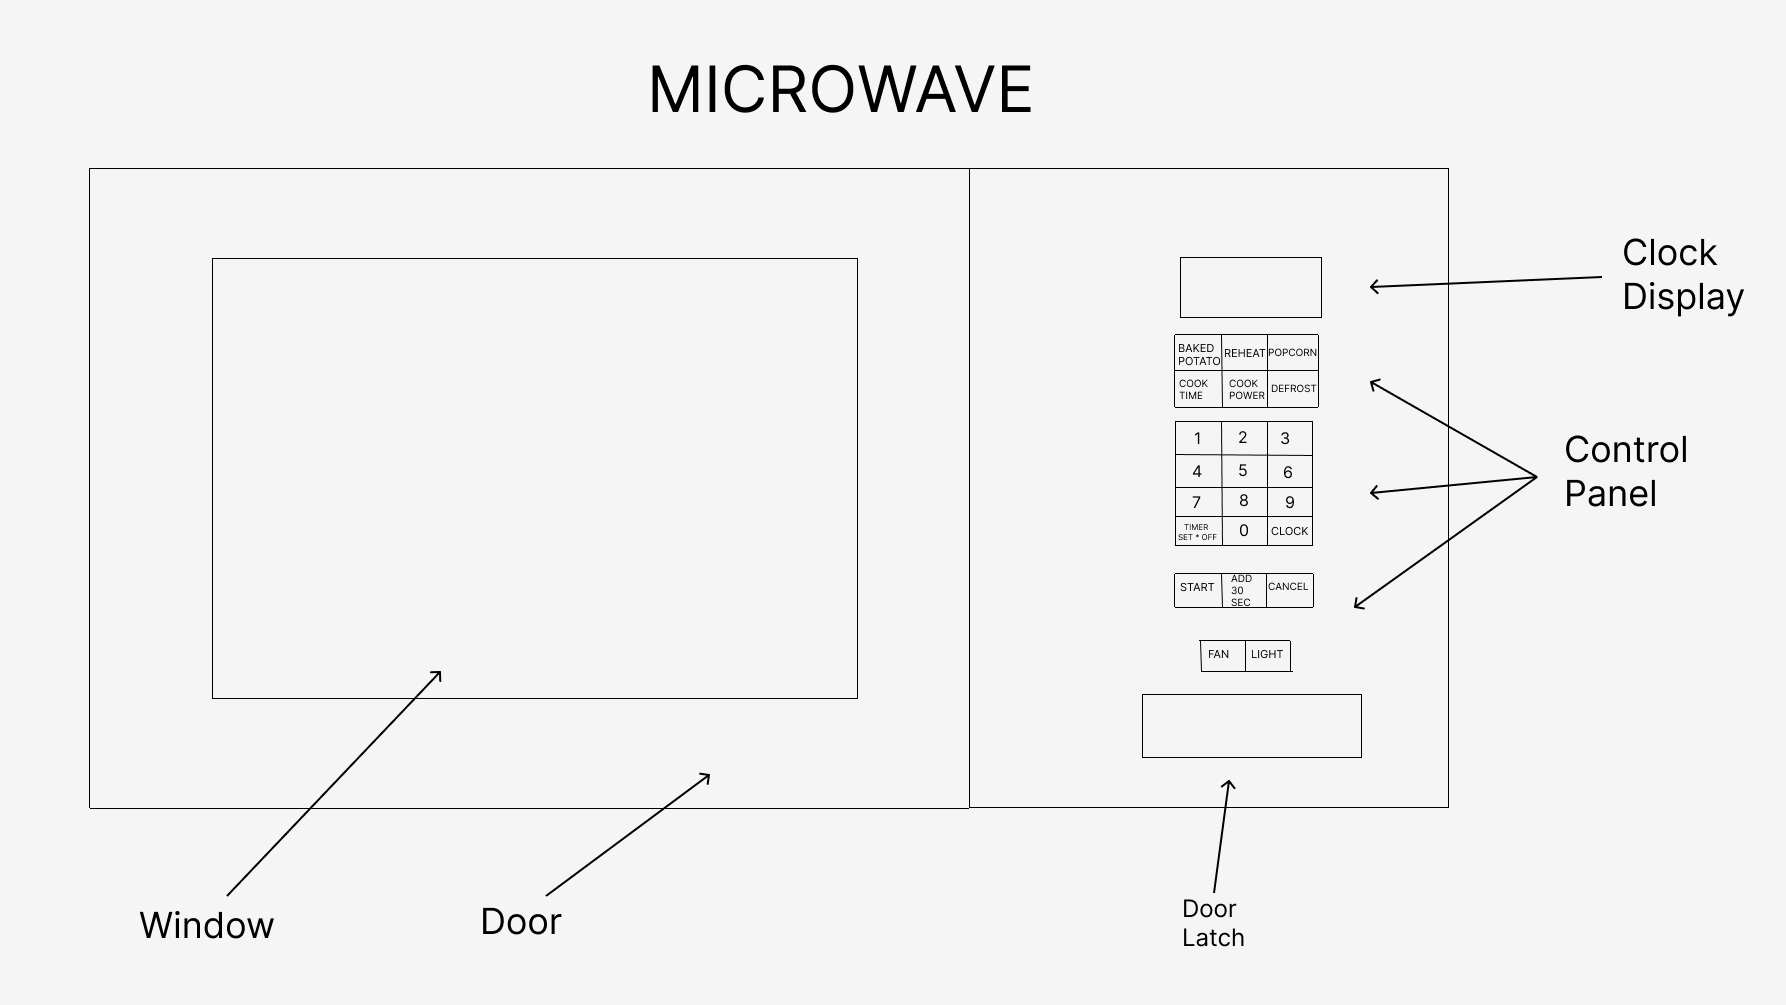 MICROWAVE
Clock
Display
BAKED
POTATO
REHEAT
POPCORN
COOK
TIME
COOK
POWER
DEFROST
1 2 3
4 5 6
7 8 9
TIMER
SET * OFF
0
CLOCK
Control
Panel
START
ADD
30
SEC
CANCEL
FAN
LIGHT
Window
Door
Door
Latch